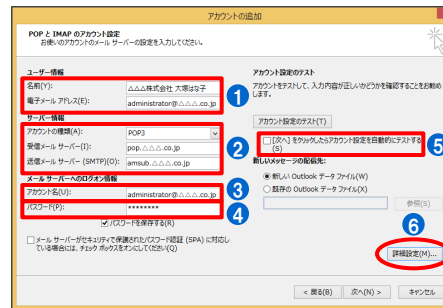 アカウントの追加
POP と IMAP のアカウント設定
お使いのアカウントのメール サーバーの設定を入力してください。
ユーザー情報
名前(Y):
△△△株式会社 大塚はな子
電子メール アドレス(E):
administrator@△△△.co.jp
1
サーバー情報
アカウントの種類(A):
POP3
受信メール サーバー(I):
pop.△△△.co.jp
送信メール サーバー (SMTP)(O):
amsub.△△△.co.jp
2
メール サーバーへのログオン情報
アカウント名(U):
administrator@△△△.co.jp
3
パスワード(P):
********
4
パスワードを保存する(R)
メール サーバーがセキュリティで保護されたパスワード認証 (SPA) に対応し
ている場合には、チェック ボックスをオンにしてください(Q)
アカウント設定のテスト
アカウントをテストして、入力内容が正しいかどうかを確認することをお勧め
します。
アカウント設定のテスト(T)
[次へ] をクリックしたらアカウント設定を自動的にテストする
(S)
5
新しいメッセージの配信先:
新しい Outlook データ ファイル(W)
既存の Outlook データ ファイル(X)
参照(S)
6
詳細設定(M)...
< 戻る(B)
次へ(N) >
キャンセル